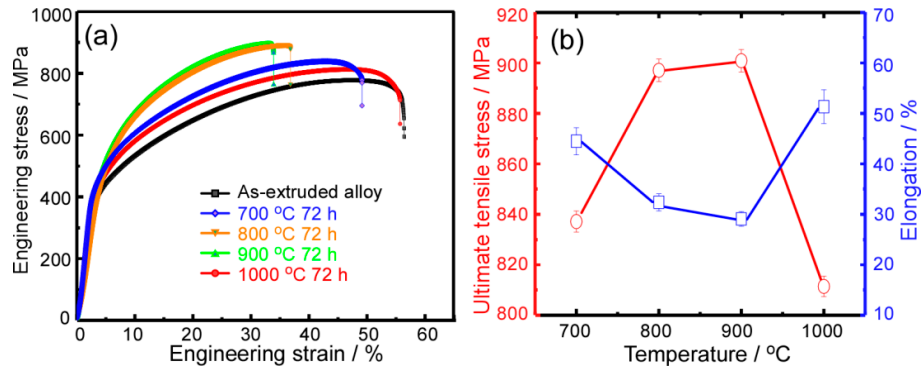 (a)
Engineering stress / MPa
1000
800
600
400
200
0
0 10 20 30 40 50 60
Engineering strain / %
As-extruded alloy
700 °C 72 h
800 °C 72 h
900 °C 72 h
1000 °C 72 h
(b)
Ultimate tensile stress / MPa
920
900
880
860
840
820
800
700 800 900 1000
Temperature / °C
70
60
50
40
30
20
10
Elongation / %